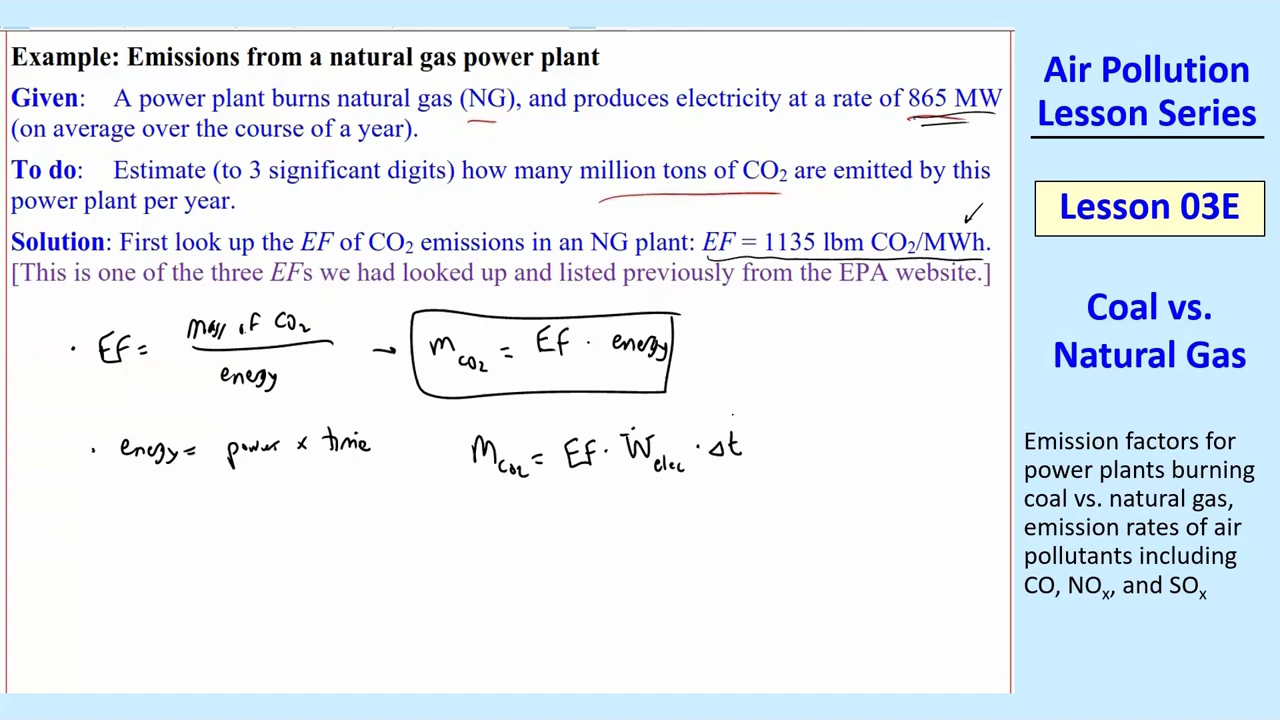 Example: Emissions from a natural gas power plant
Given: A power plant burns natural gas (NG), and produces electricity at a rate of 865 MW
(on average over the course of a year).
To do: Estimate (to 3 significant digits) how many million tons of CO₂ are emitted by this
power plant per year.
Solution: First look up the EF of CO₂ emissions in an NG plant: EF = 1135 lbm CO₂/MWh.
[This is one of the three EFs we had looked up and listed previously from the EPA website.]
· EF = mass of CO₂ / energy → m_CO₂ = EF · energy
· energy = power × time m_CO₂ = EF · Ẇ_elec · Δt
Air Pollution
Lesson Series
Lesson 03E
Coal vs.
Natural Gas
Emission factors for
power plants burning
coal vs. natural gas,
emission rates of air
pollutants including
CO, NOₓ, and SOₓ